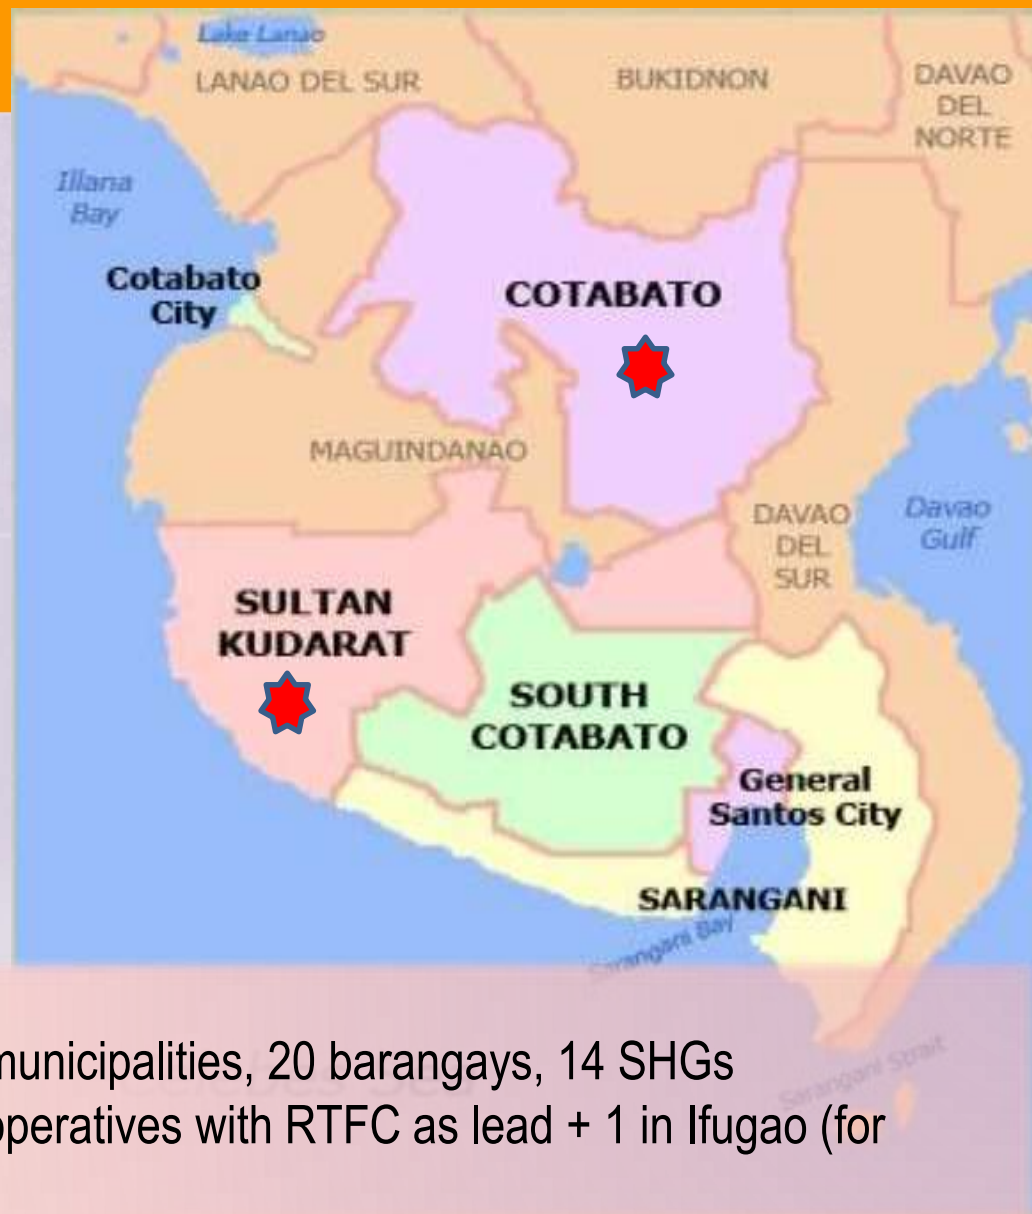 Lake Lanao
LANAO DEL SUR
BUKIDNON
DAVAO
DEL
NORTE
Illana
Bay
Cotabato
City
COTABATO
MAGUINDANAO
DAVAO
DEL
SUR
Davao
Gulf
SULTAN
KUDARAT
SOUTH
COTABATO
General
Santos City
SARANGANI
Sarangani Bay
Sarangani Strait
municipalities, 20 barangays, 14 SHGs
operatives with RTFC as lead + 1 in Ifugao (for